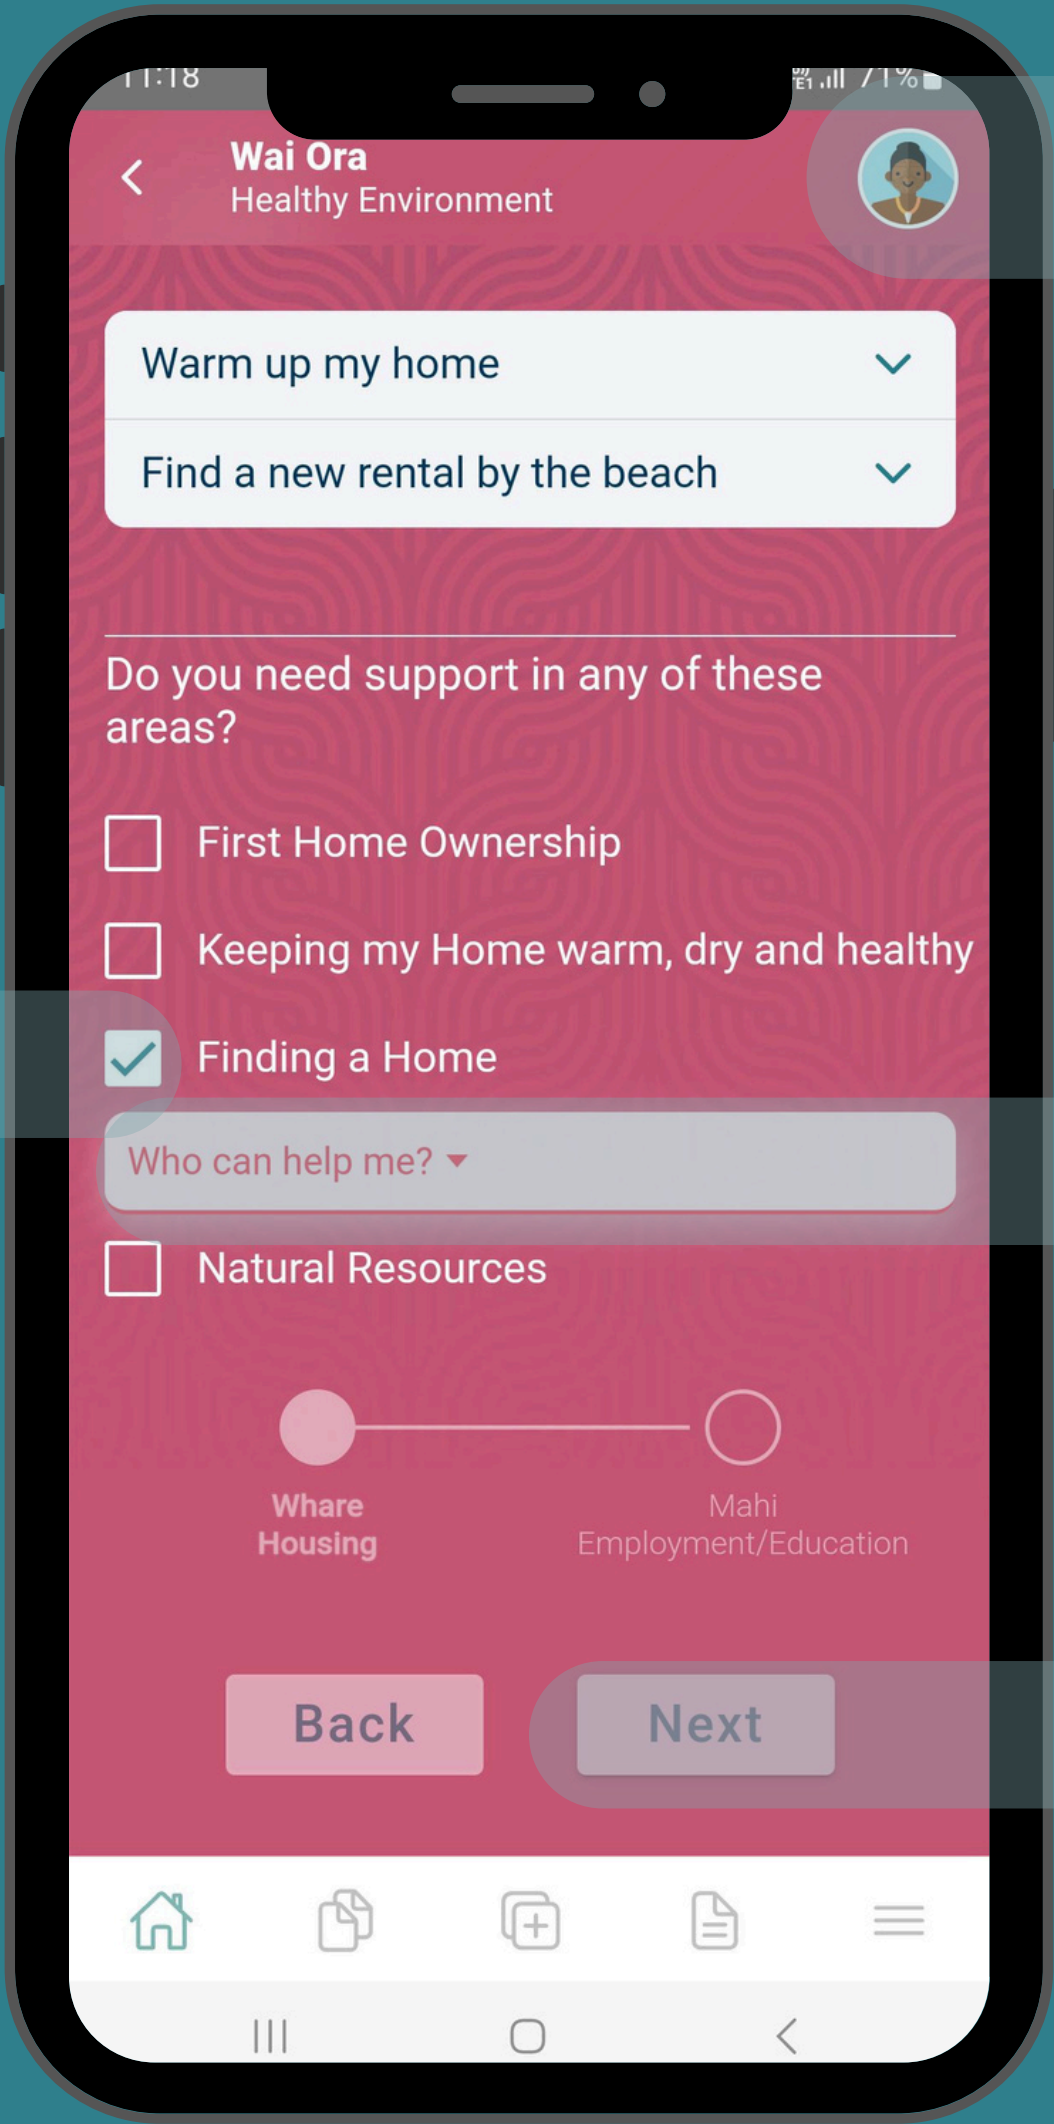 11:18
71%
Wai Ora
Healthy Environment
Warm up my home
Find a new rental by the beach
Do you need support in any of these
areas?
First Home Ownership
Keeping my Home warm, dry and healthy
Finding a Home
Who can help me?
Natural Resources
Whare
Housing
Mahi
Employment/Education
Back
Next